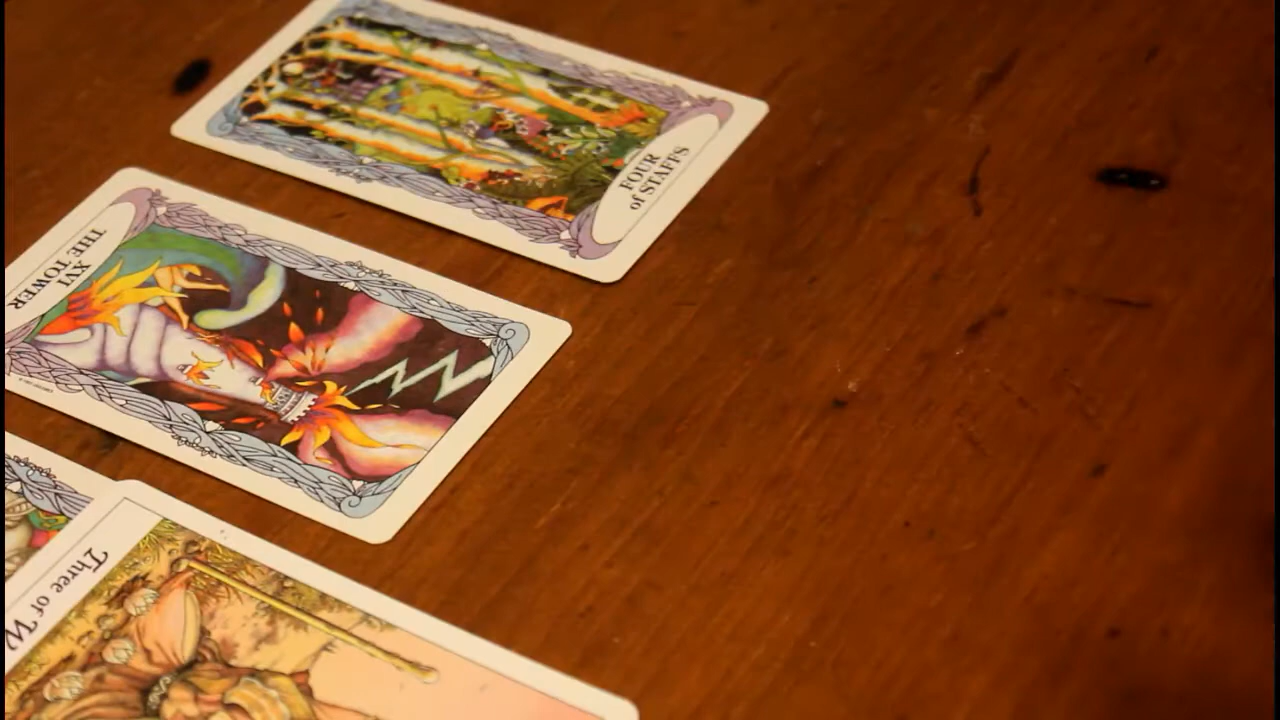 FOUR
of STAFFS
XVI
THE TOWER
Three of